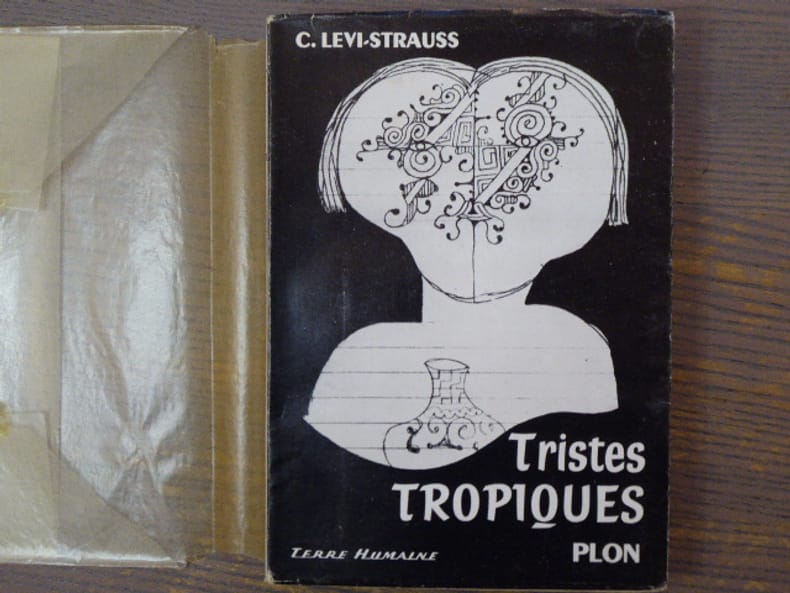 C. LEVI-STRAUSS
Tristes
TROPIQUES
TERRE HUMAINE
PLON